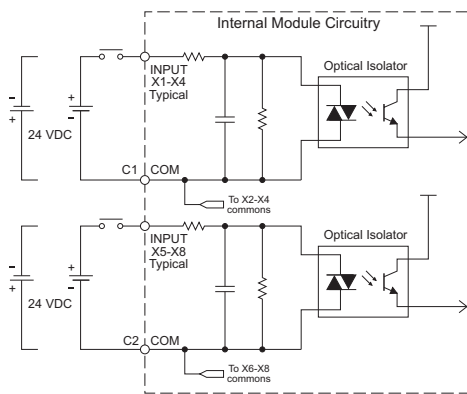 Internal Module Circuitry
INPUT
X1-X4
Typical
Optical Isolator
-
+
+
-
24 VDC
C1
COM
To X2-X4
commons
INPUT
X5-X8
Typical
Optical Isolator
-
+
+
-
24 VDC
C2
COM
To X6-X8
commons